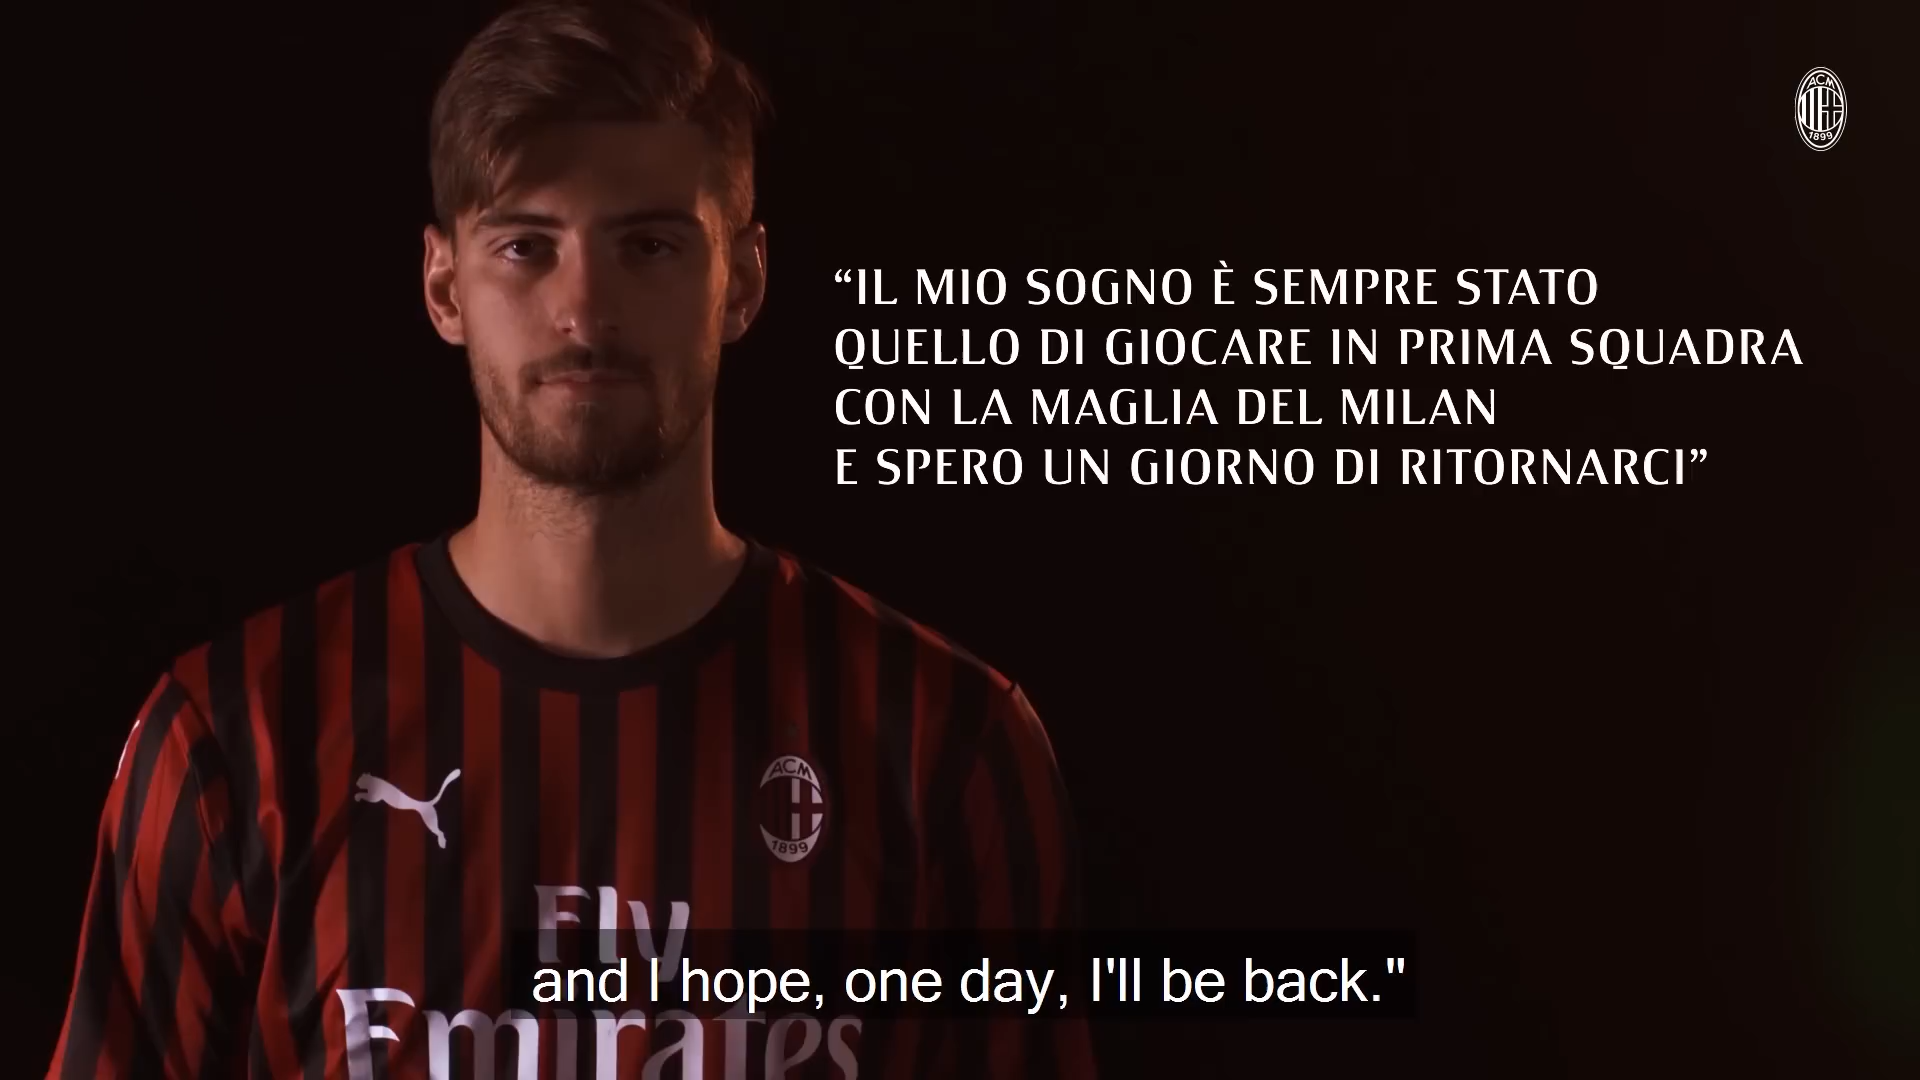 ACM
1899
“IL MIO SOGNO È SEMPRE STATO
QUELLO DI GIOCARE IN PRIMA SQUADRA
CON LA MAGLIA DEL MILAN
E SPERO UN GIORNO DI RITORNARCI”
ACM
1899
Fly
Emirates
and I hope, one day, I'll be back."